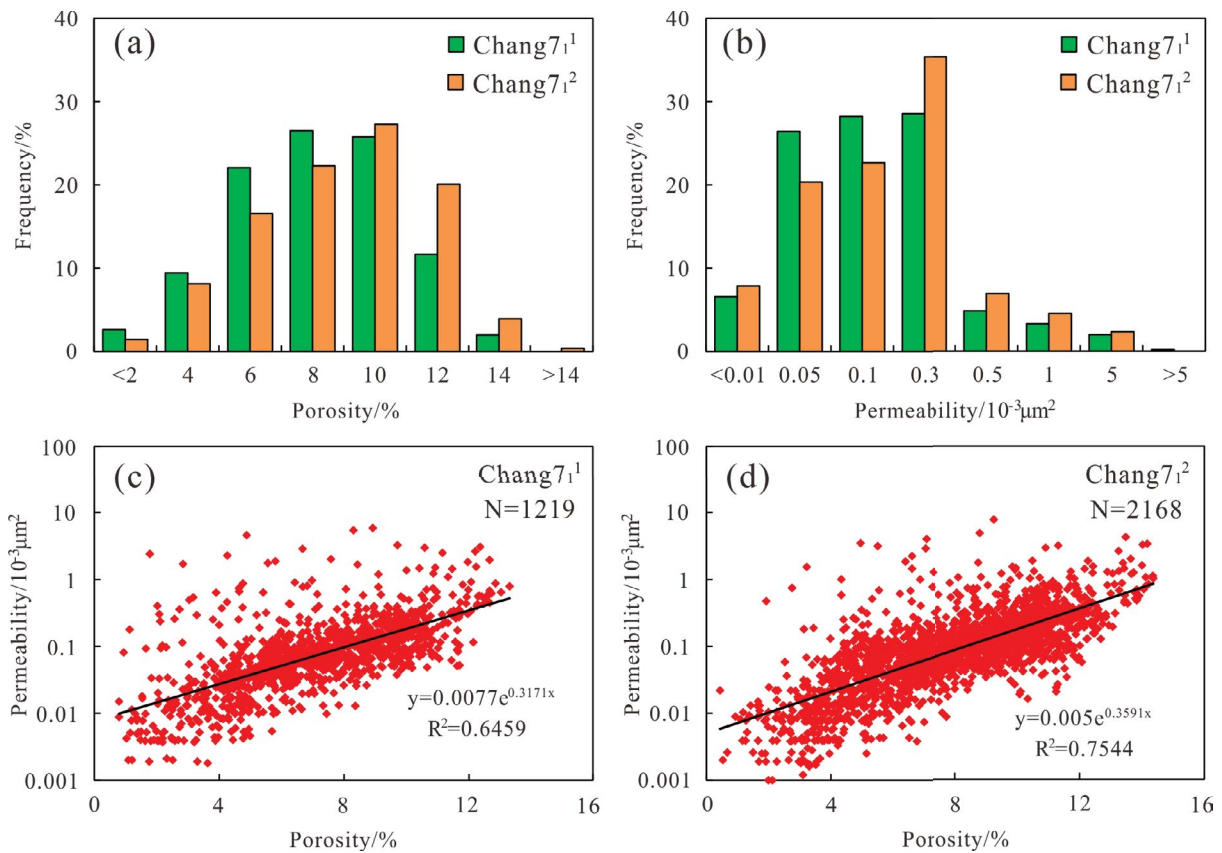 (a)
Chang7₁¹
Chang7₁²
Frequency/%
40
30
20
10
0
<2 4 6 8 10 12 14 >14
Porosity/%
(b)
Chang7₁¹
Chang7₁²
Frequency/%
40
30
20
10
0
<0.01 0.05 0.1 0.3 0.5 1 5 >5
Permeability/10⁻³μm²
(c)
Chang7₁¹
N=1219
Permeability/10⁻³μm²
100
10
1
0.1
0.01
0.001
y=0.0077e⁰·³¹⁷¹ˣ
R²=0.6459
0 4 8 12 16
Porosity/%
(d)
Chang7₁²
N=2168
Permeability/10⁻³μm²
100
10
1
0.1
0.01
0.001
y=0.005e⁰·³⁵⁹¹ˣ
R²=0.7544
0 4 8 12 16
Porosity/%